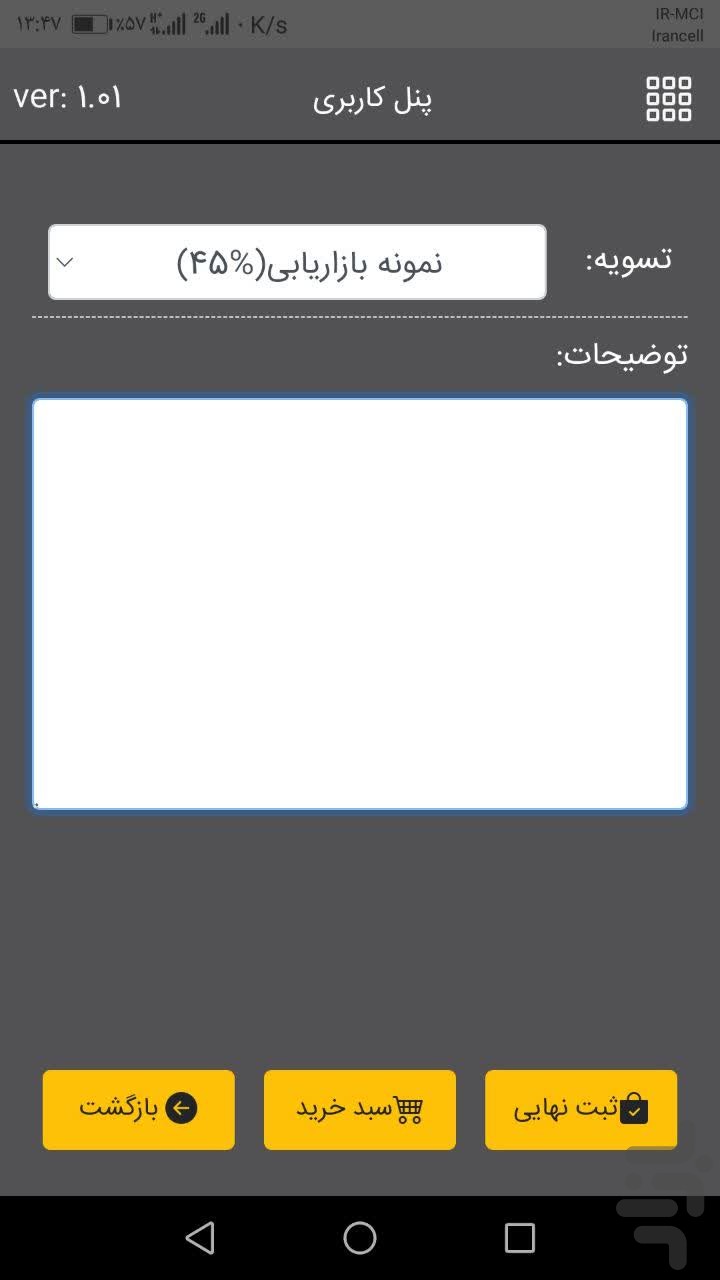 ۱۳:۴۷ ٪۵۷ H+ 2G ۰ K/s IR-MCI
Irancell
ver: ۱.۰۱ پنل کاربری
تسویه: نمونه بازاریابی(%۴۵)
توضیحات:
ثبت نهایی سبد خرید بازگشت